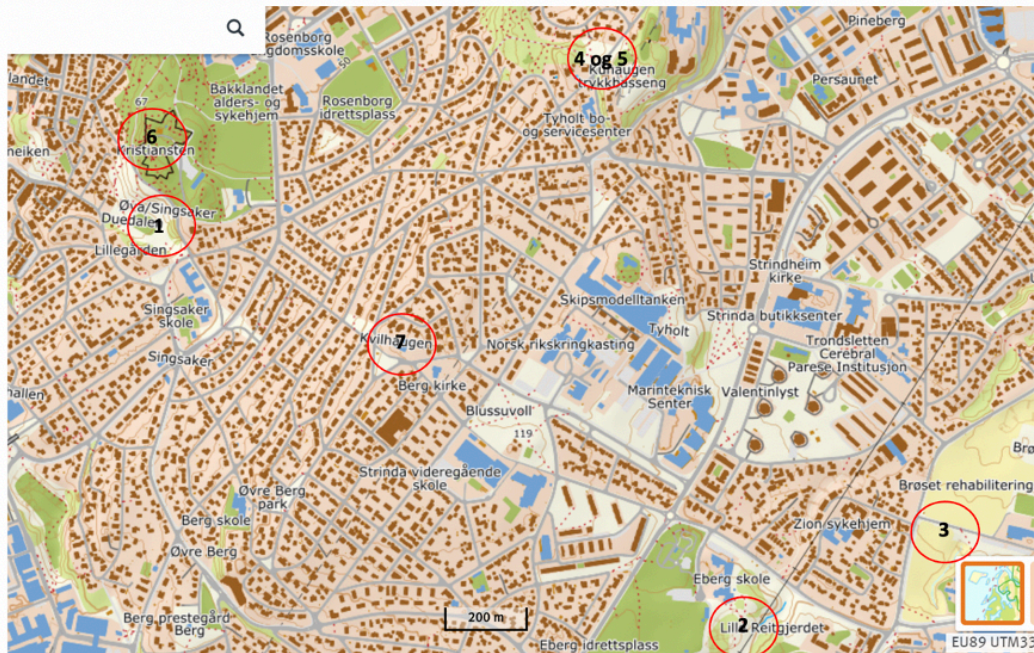 Pineberg
Rosenborg
ngdomsskole
50
4 og 5
Kuhaugen
trykkbasseng
Persaunet
landet
67
Bakklandet
alders- og
sykehjem
Rosenborg
idrettsplass
Tyholt bo-
og servicesenter
neiken
6
Kristiansten
Øya/Singsaker
Duedalen
1
Lillegården
Strindheim
kirke
Skipsmodelltanken
Strinda butikksenter
Singsaker
skole
Tyholt
Kvilhaugen
7
Norsk rikskringkasting
Trondsletten
Cerebral
Parese Institusjon
Singsaker
Berg kirke
Marinteknisk
Senter
Valentinlyst
hallen
Blussuvoll
119
Strinda videregående
skole
Brø
Øvre Berg
park
Brøset rehabilitering
Berg skole
Zion sykehjem
3
Øvre Berg
Eberg skole
Berg prestegård
Berg
200 m
2
Lille Reitgjerdet
Eberg idrettsplass
EU89 UTM33